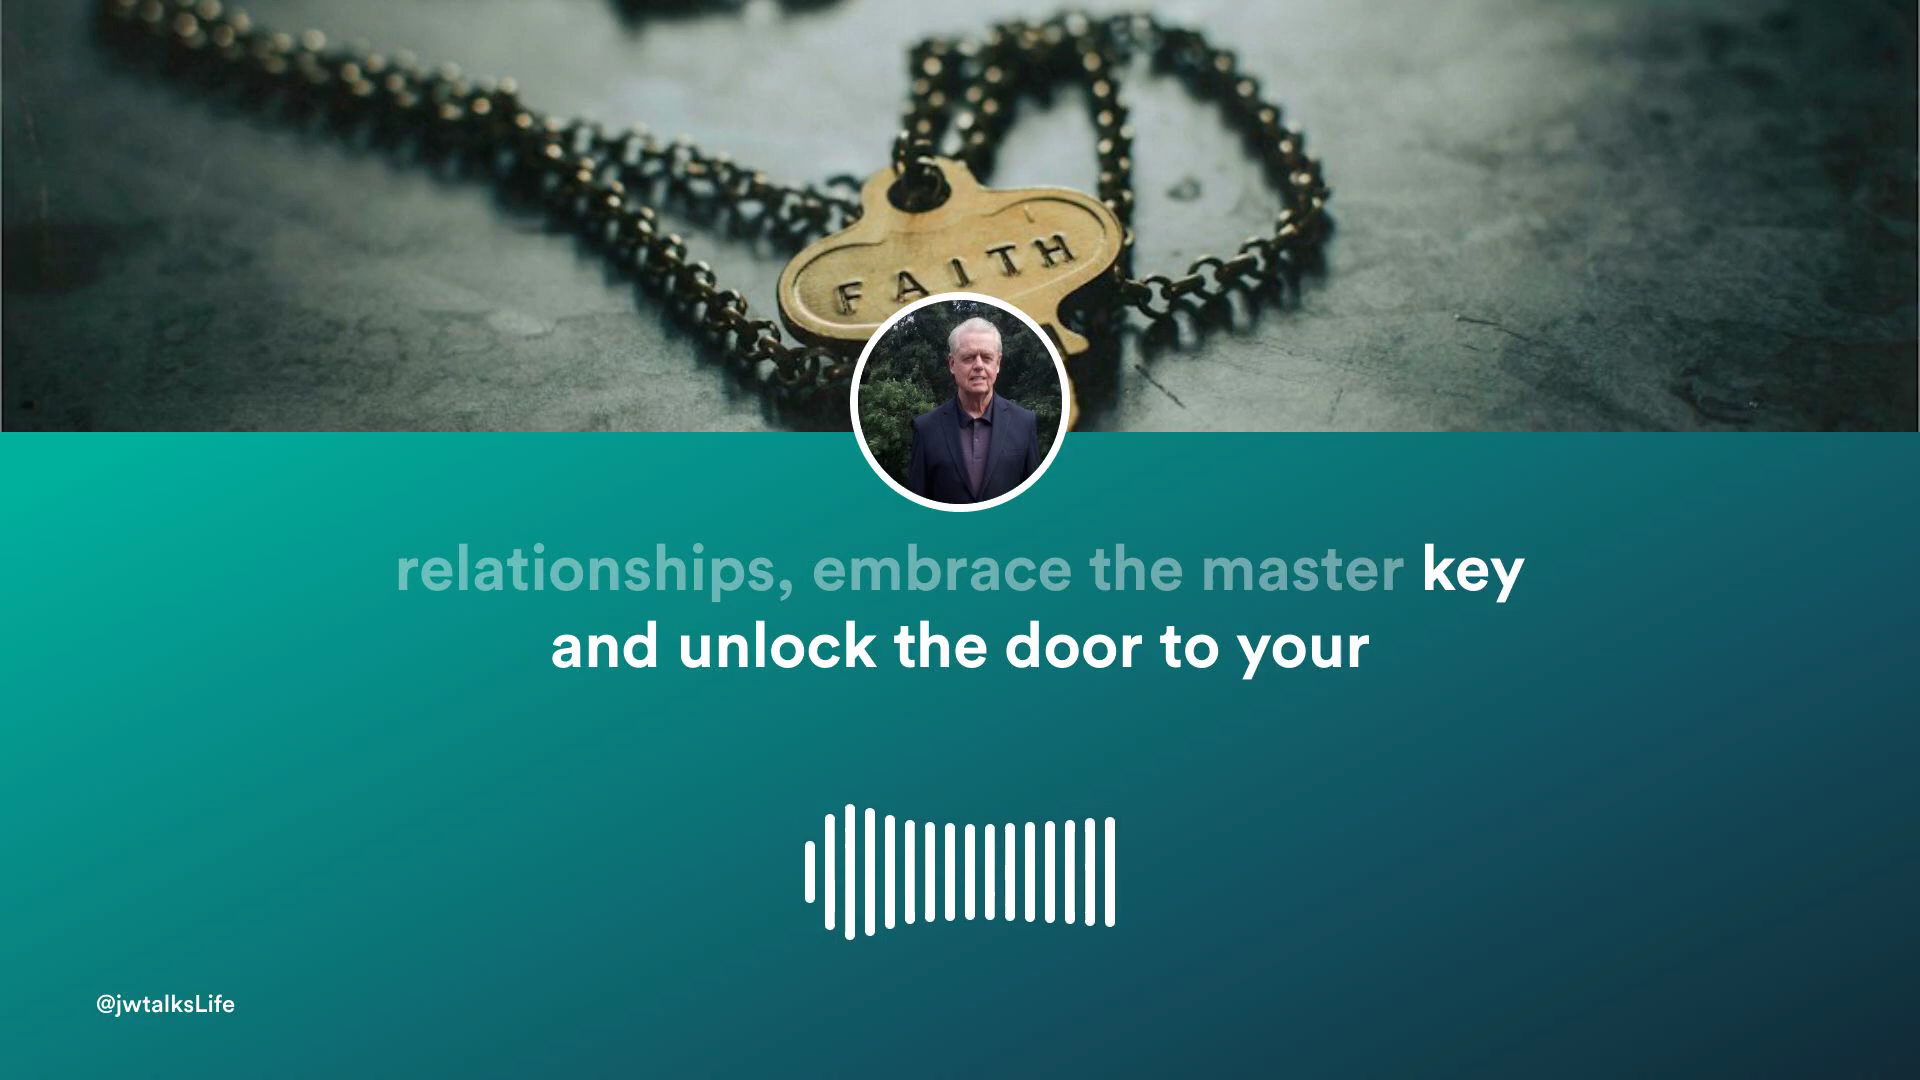 FAITH
relationships, embrace the master key
and unlock the door to your
@jwtalksLife